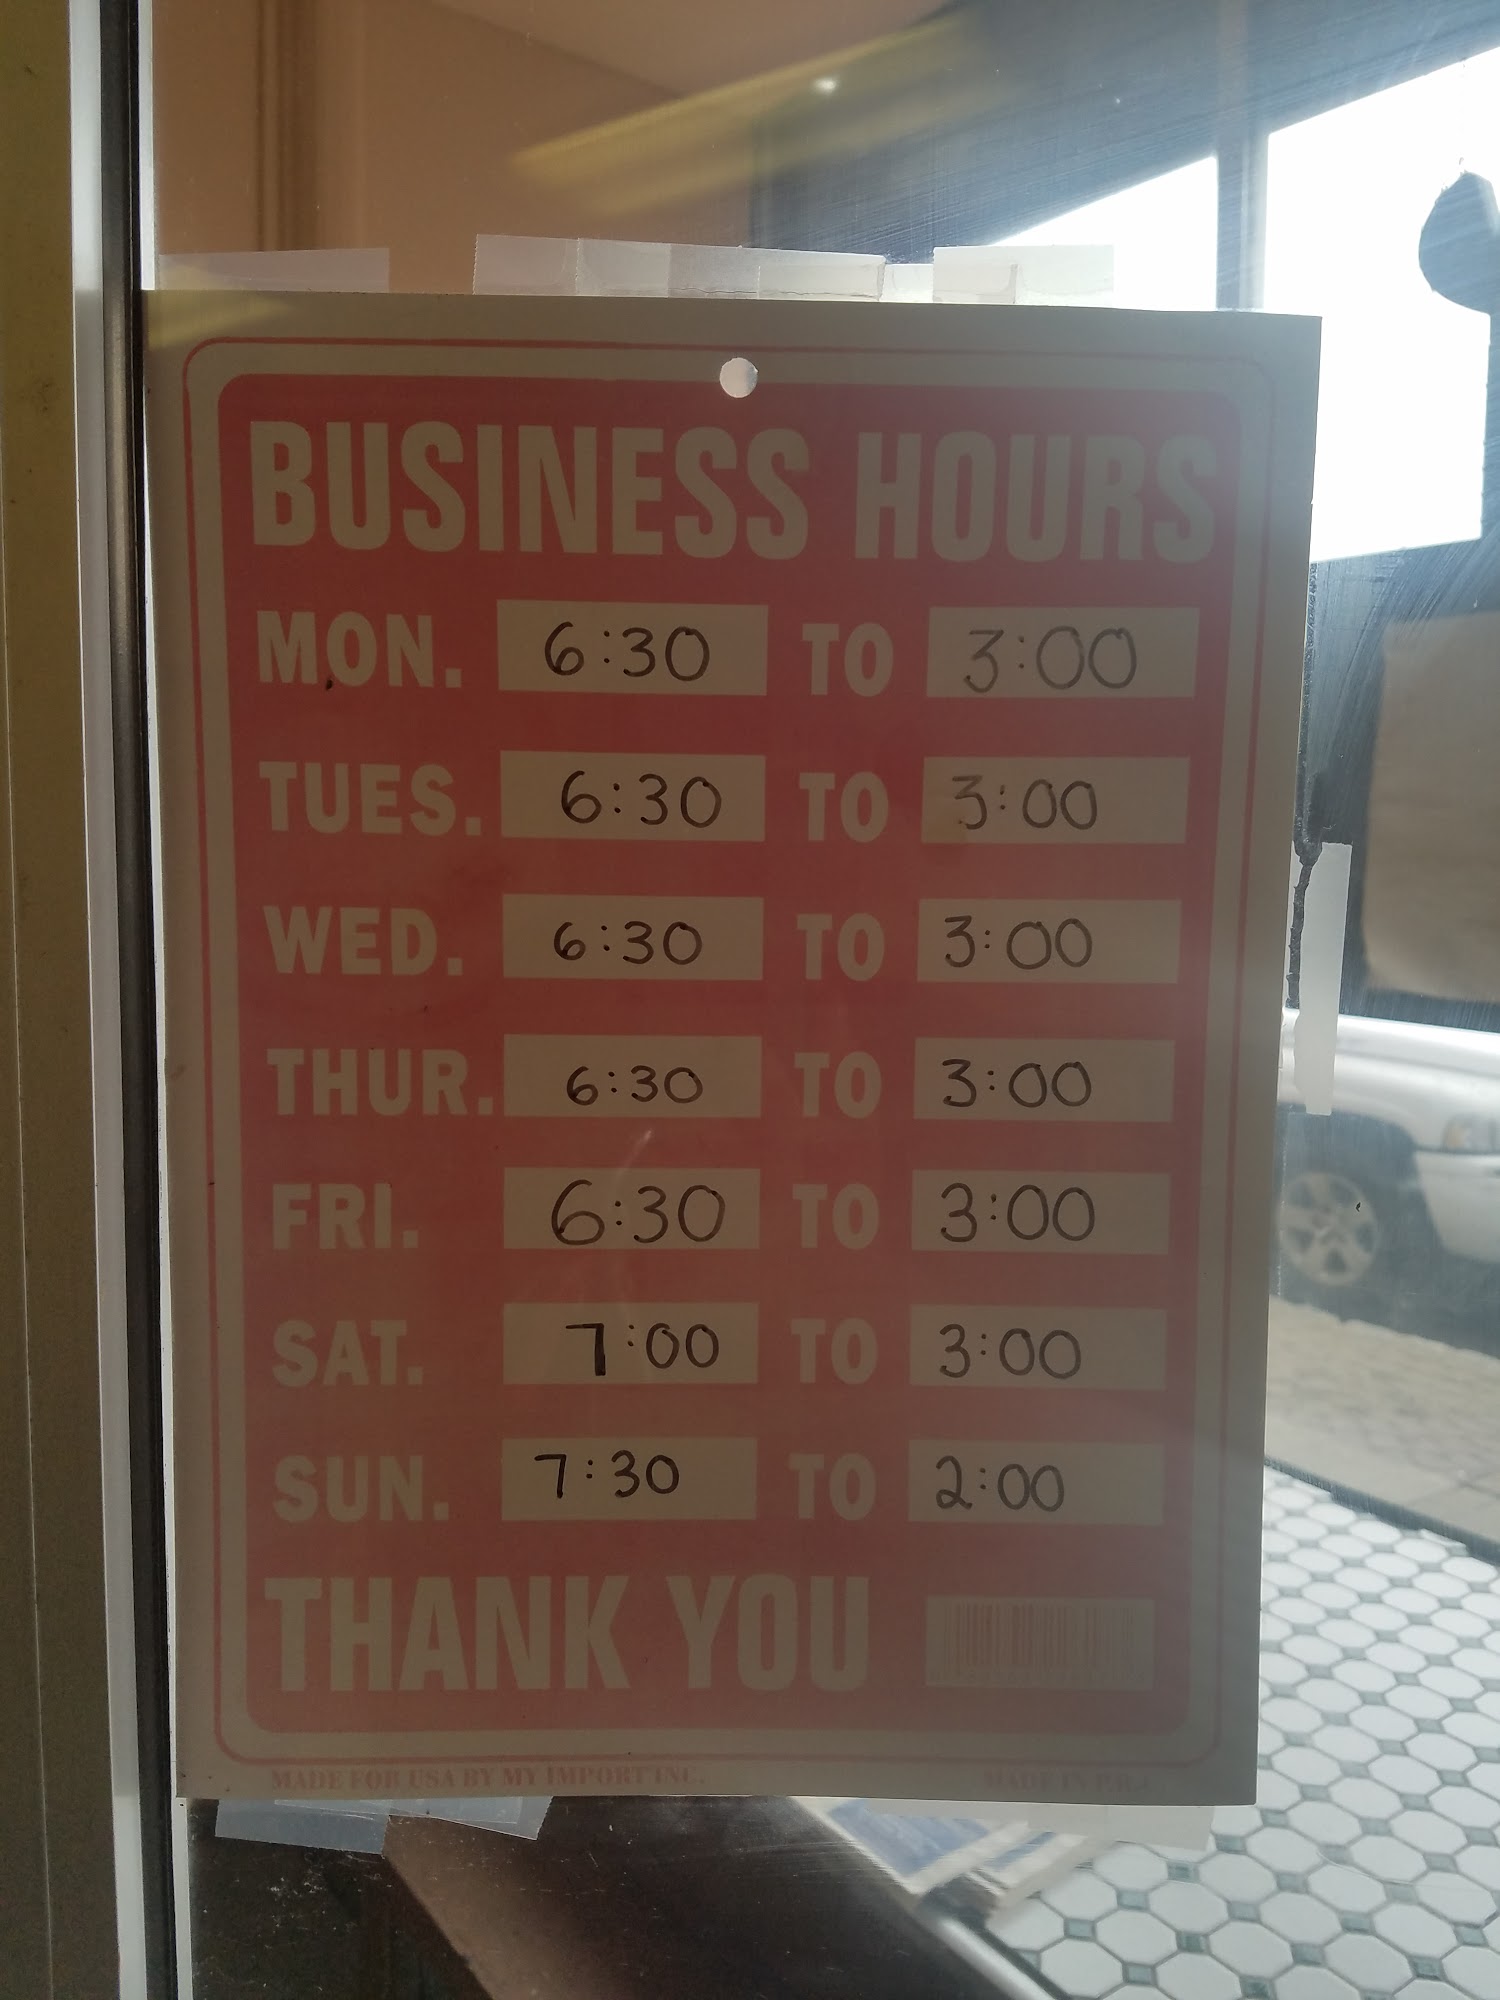 BUSINESS HOURS
MON. 6:30 TO 3:00
TUES. 6:30 TO 3:00
WED. 6:30 TO 3:00
THUR. 6:30 TO 3:00
FRI. 6:30 TO 3:00
SAT. 7:00 TO 3:00
SUN. 7:30 TO 2:00
THANK YOU
MADE FOR USA BY MY IMPORT INC. MADE IN P.R.C.